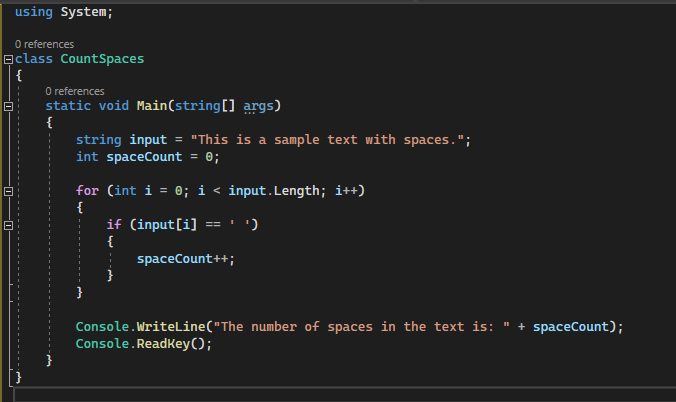 using System;
0 references
class CountSpaces
{
0 references
static void Main(string[] args)
{
string input = "This is a sample text with spaces.";
int spaceCount = 0;
for (int i = 0; i < input.Length; i++)
{
if (input[i] == ' ')
{
spaceCount++;
}
}
Console.WriteLine("The number of spaces in the text is: " + spaceCount);
Console.ReadKey();
}
}